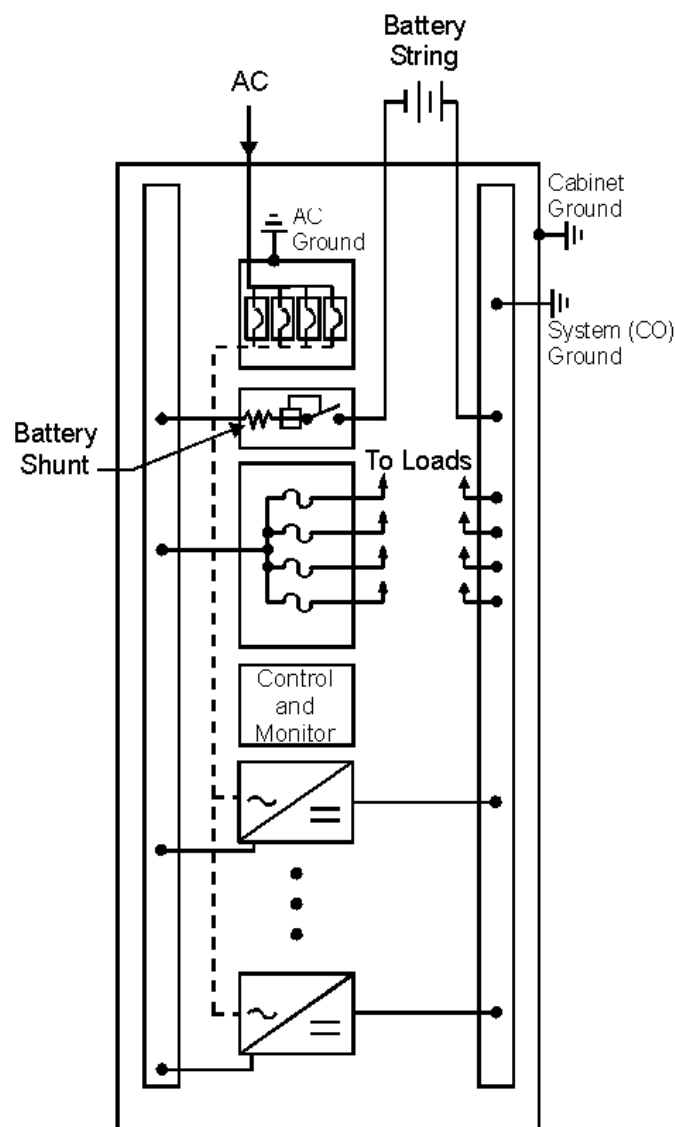 Battery
String
AC
Cabinet
Ground
AC
Ground
System (CO)
Ground
Battery
Shunt
To Loads
Control
and
Monitor